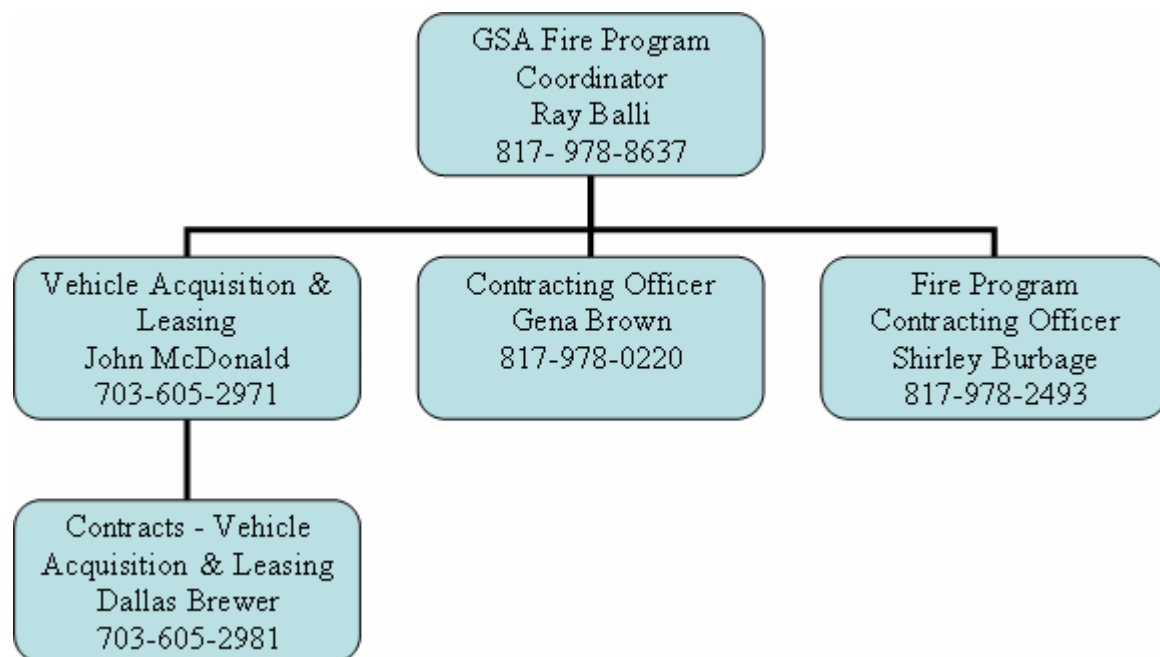 GSA Fire Program
Coordinator
Ray Balli
817- 978-8637
Vehicle Acquisition &
Leasing
John McDonald
703-605-2971
Contracting Officer
Gena Brown
817-978-0220
Fire Program
Contracting Officer
Shirley Burbage
817-978-2493
Contracts - Vehicle
Acquisition & Leasing
Dallas Brewer
703-605-2981